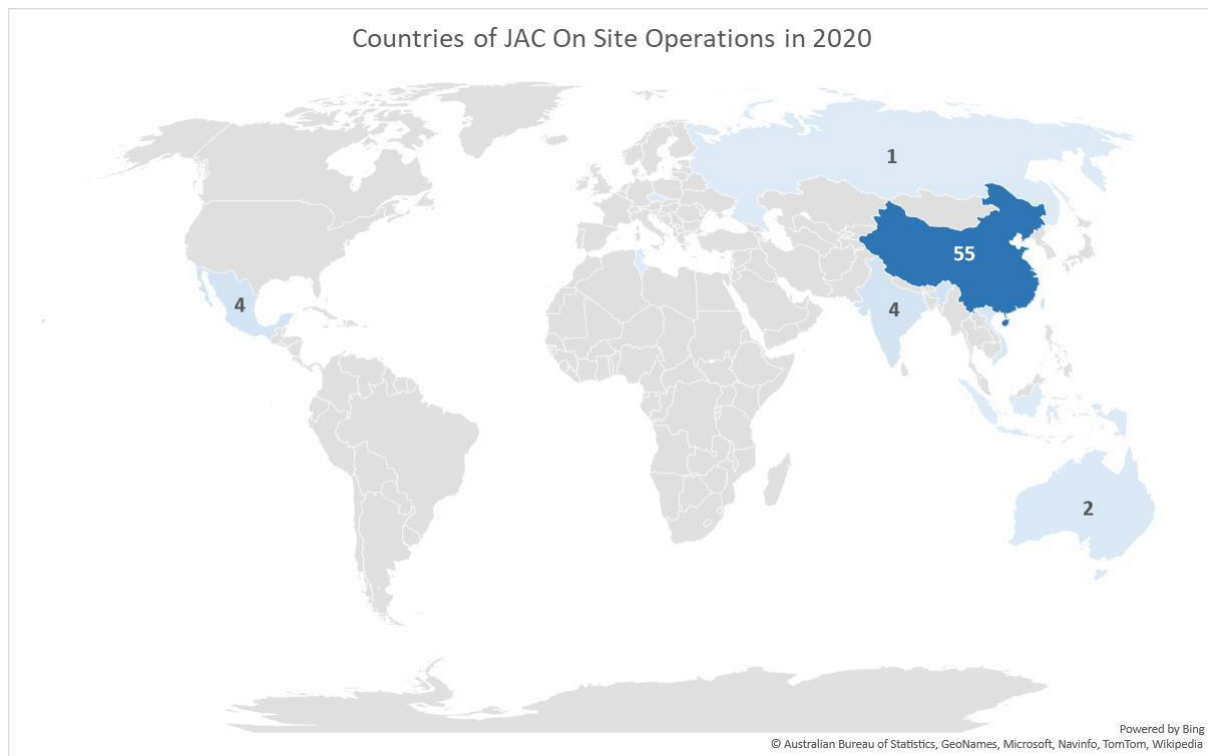 Countries of JAC On Site Operations in 2020
1
55
4
4
2
Powered by Bing
© Australian Bureau of Statistics, GeoNames, Microsoft, Navinfo, TomTom, Wikipedia